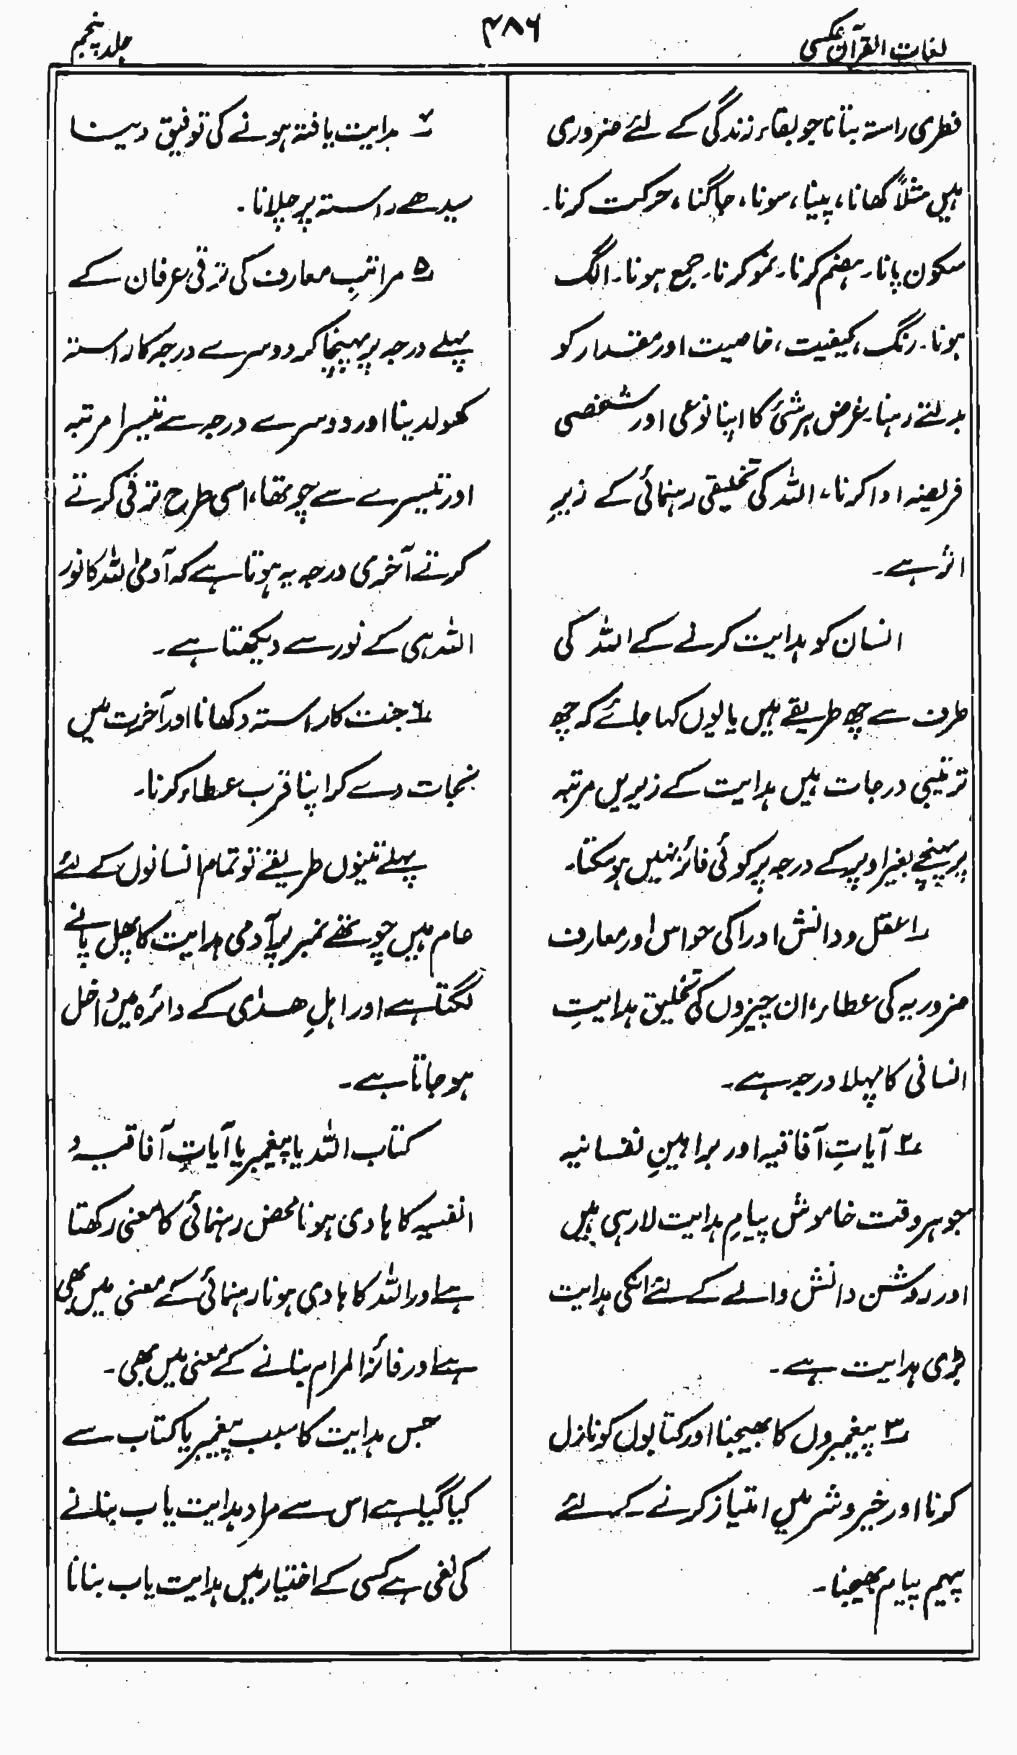 لغات القرآن عکسی
۴۸۶
جلد پنجم
فطری راستہ بتانا جو بقاء زندگی کے لئے ضروری
ہیں مثلاً کھانا، پینا، سونا، جاگنا، حرکت کرنا۔
سکون پانا۔ ہضم کرنا۔ نمو کرنا۔ جمع ہونا۔ الگ
ہونا۔ رنگ، کیفیت، خاصیت اور مقدار کو
بدلتے رہنا۔ غرض ہر شئ کا اپنا نوعی اور شخصی
فریضہ ادا کرنا، اللہ کی تخلیقی رہنمائی کے زیرِ
اثر ہے۔
انسان کو ہدایت کرنے کے اللہ کی
طرف سے چھ طریقے ہیں یا یوں کہا جائے کہ چھ
ترتیبی درجات ہیں ہدایت کے زیریں مرتبہ
پر پہنچے بغیر اوپر کے درجہ پر کوئی فائز نہیں ہو سکتا۔
۱ عقل و دانش ادراکی حواس اور معارف
ضروریہ کی عطاء، ان چیزوں کی تخلیق ہدایتِ
انسانی کا پہلا درجہ ہے۔
۲ آیاتِ آفاقیہ اور براہینِ نفسانیہ
جو ہر وقت خاموش پیامِ ہدایت لا رہی ہیں
اور روشن دانش والے کے لئے انکی ہدایت
بڑی ہدایت ہے۔
۳ پیغمبروں کا بھیجنا اور کتابوں کو نازل
کرنا اور خیر و شر میں امتیاز کرنے کے لئے
پیہم پیام بھیجنا۔
۴ ہدایت یافتہ ہونے کی توفیق دینا
سیدھے راستہ پر چلانا۔
۵ مراتبِ معارف کی ترقی عرفان کے
پہلے درجہ پر پہنچا کر دوسرے درجہ کا راستہ
کھول دینا اور دوسرے درجہ سے تیسرا مرتبہ
اور تیسرے سے چوتھا، اسی طرح ترقی کرتے
کرتے آخری درجہ یہ ہوتا ہے کہ آدمی اللہ کا نور
اللہ ہی کے نور سے دیکھتا ہے۔
۶ جنت کا راستہ دکھانا اور آخرت میں
نجات دے کر اپنا قرب عطاء کرنا۔
پہلے تینوں طریقے تو تمام انسانوں کے لئے
عام ہیں چوتھے نمبر پر آدمی ہدایت کا پھل پانے
لگتا ہے اور اہلِ ھدٰی کے دائرہ میں داخل
ہو جاتا ہے۔
کتاب اللہ یا پیغمبر یا آیاتِ آفاقیہ و
انفسیہ کا ہادی ہونا محض رہنمائی کا معنی رکھتا
ہے اور اللہ کا ہادی ہونا رہنمائی کے معنی میں بھی
ہے اور فائز المرام بنانے کے معنی میں بھی۔
جس ہدایت کا سبب پیغمبر یا کتاب سے
کیا گیا ہے اس سے مراد ہدایت یاب بنانے
کی نفی ہے کسی کے اختیار میں ہدایت یاب بنانا